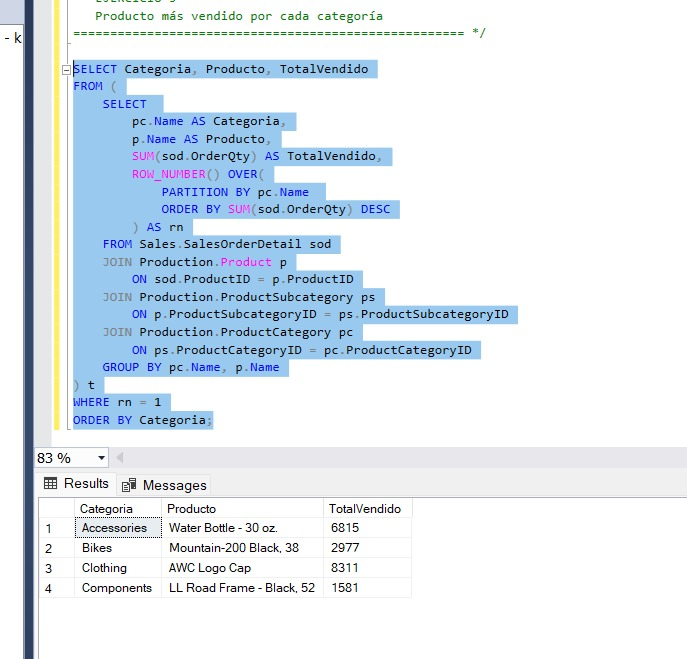 - k
Producto más vendido por cada categoría
===================================================== */
SELECT Categoria, Producto, TotalVendido
FROM (
    SELECT
        pc.Name AS Categoria,
        p.Name AS Producto,
        SUM(sod.OrderQty) AS TotalVendido,
        ROW_NUMBER() OVER(
            PARTITION BY pc.Name
            ORDER BY SUM(sod.OrderQty) DESC
        ) AS rn
    FROM Sales.SalesOrderDetail sod
    JOIN Production.Product p
        ON sod.ProductID = p.ProductID
    JOIN Production.ProductSubcategory ps
        ON p.ProductSubcategoryID = ps.ProductSubcategoryID
    JOIN Production.ProductCategory pc
        ON ps.ProductCategoryID = pc.ProductCategoryID
    GROUP BY pc.Name, p.Name
) t
WHERE rn = 1
ORDER BY Categoria;
83 %
Results Messages
Categoria Producto TotalVendido
1 Accessories Water Bottle - 30 oz. 6815
2 Bikes Mountain-200 Black, 38 2977
3 Clothing AWC Logo Cap 8311
4 Components LL Road Frame - Black, 52 1581